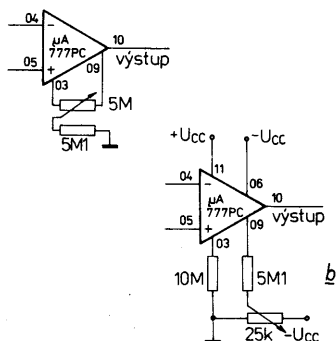 04
μA
777PC
10
výstup
05
09
03
5M
5M1
+Ucc
-Ucc
11
06
04
μA
777PC
10
výstup
05
09
03
10M
5M1
b
25k
-Ucc